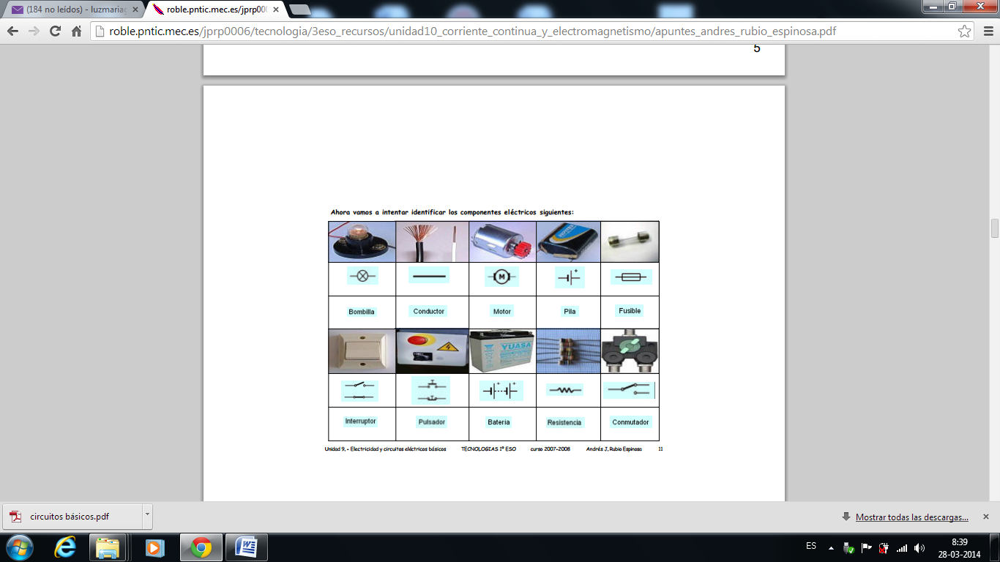 (184 no leídos) - luzmaria
roble.pntic.mec.es/jprp00
roble.pntic.mec.es/jprp0006/tecnologia/3eso_recursos/unidad10_corriente_continua_y_electromagnetismo/apuntes_andres_rubio_espinosa.pdf
5
Ahora vamos a intentar identificar los componentes eléctricos siguientes:
M
+
Bombilla Conductor Motor Pila Fusible
YUASA
+ +
Interruptor Pulsador Batería Resistencia Conmutador
Unidad 9, - Electricidad y circuitos eléctricos básicos TECNOLOGIAS 1º ESO curso 2007-2008 Andrés J, Rubio Espinosa 11
circuitos básicos.pdf
Mostrar todas las descargas...
ES
8:39
28-03-2014